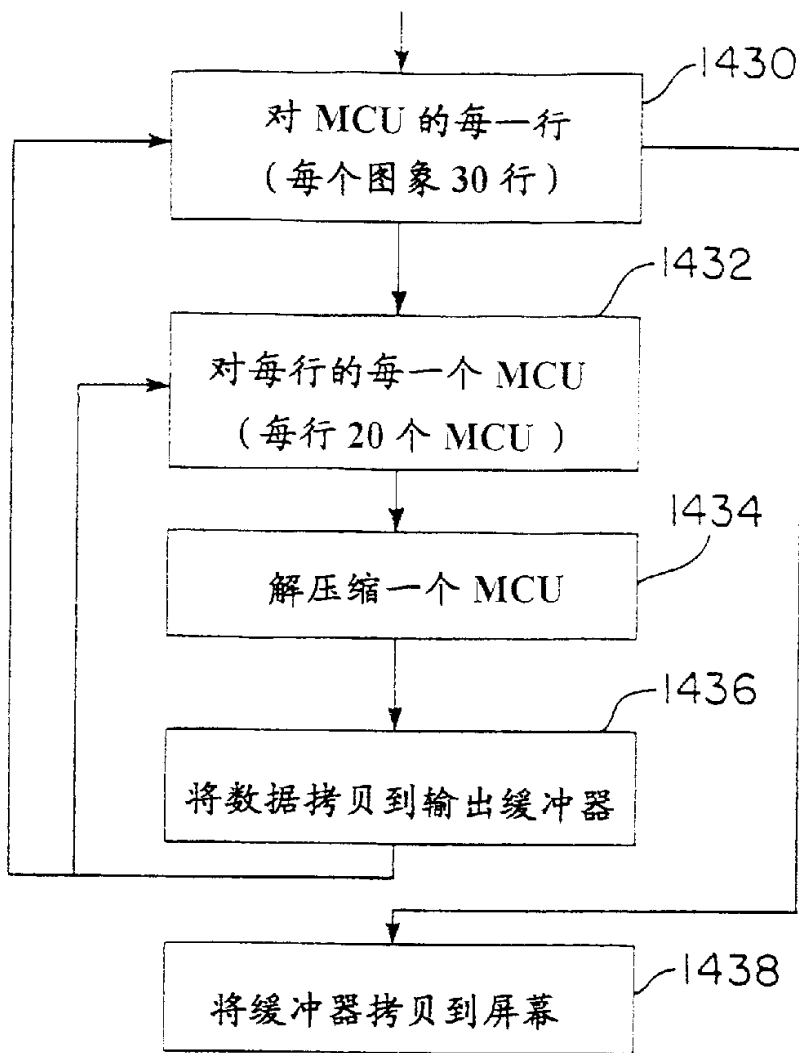 1430
对 MCU 的每一行
（每个图象 30 行）
1432
对每行的每一个 MCU
（每行 20 个 MCU ）
1434
解压缩一个 MCU
1436
将数据拷贝到输出缓冲器
1438
将缓冲器拷贝到屏幕